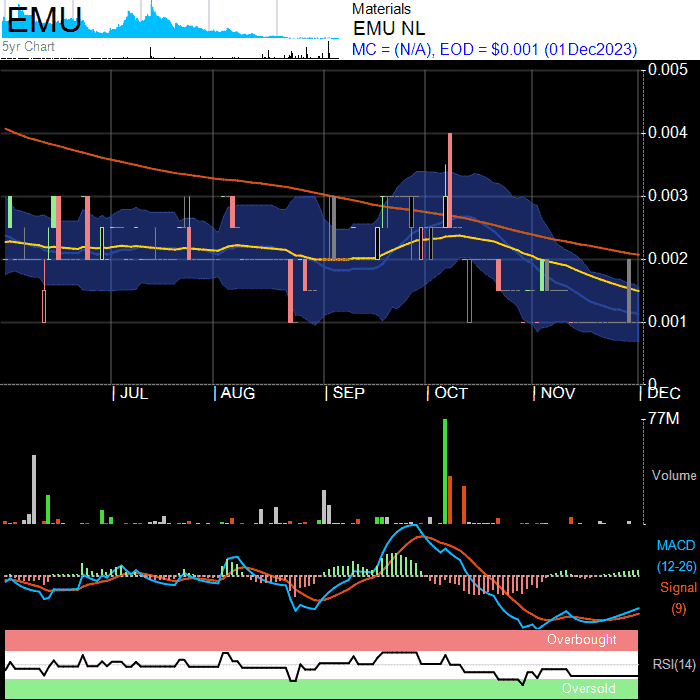 EMU
5yr Chart
Materials
EMU NL
MC = (N/A), EOD = $0.001 (01Dec2023)
0.005
0.004
0.003
0.002
0.001
0
JUL
AUG
SEP
OCT
NOV
DEC
77M
Volume
MACD
(12-26)
Signal
(9)
Overbought
RSI(14)
Oversold